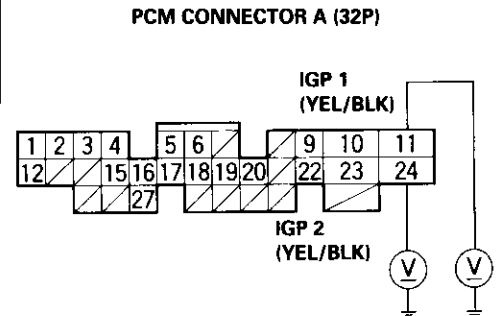 PCM CONNECTOR A (32P)
IGP 1
(YEL/BLK)
1 2 3 4 5 6 9 10 11
12 15 16 17 18 19 20 22 23 24
27
IGP 2
(YEL/BLK)
V V